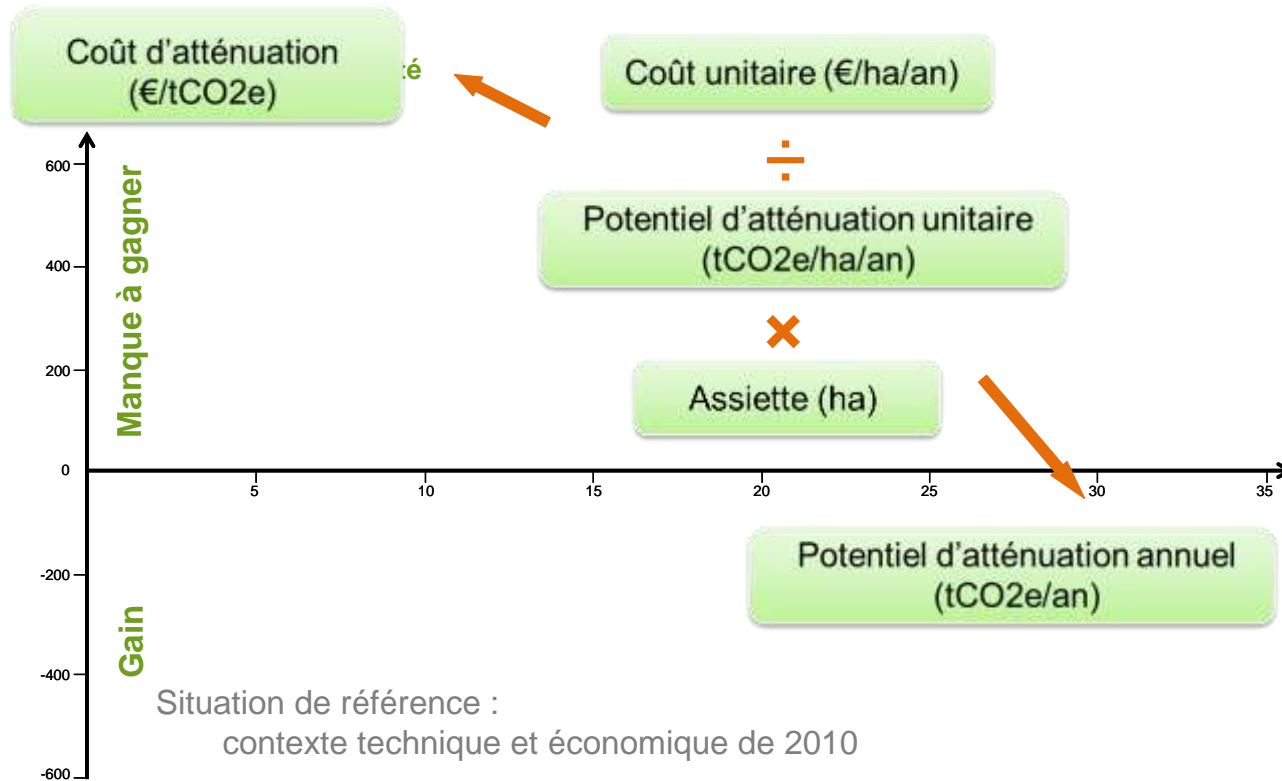 Coût d'atténuation
(€/tCO2e)
té
Coût unitaire (€/ha/an)
÷
Potentiel d'atténuation unitaire
(tCO2e/ha/an)
×
Assiette (ha)
Potentiel d'atténuation annuel
(tCO2e/an)
Manque à gagner
Gain
600
400
200
0
-200
-400
-600
5
10
15
20
25
30
35
Situation de référence :
contexte technique et économique de 2010